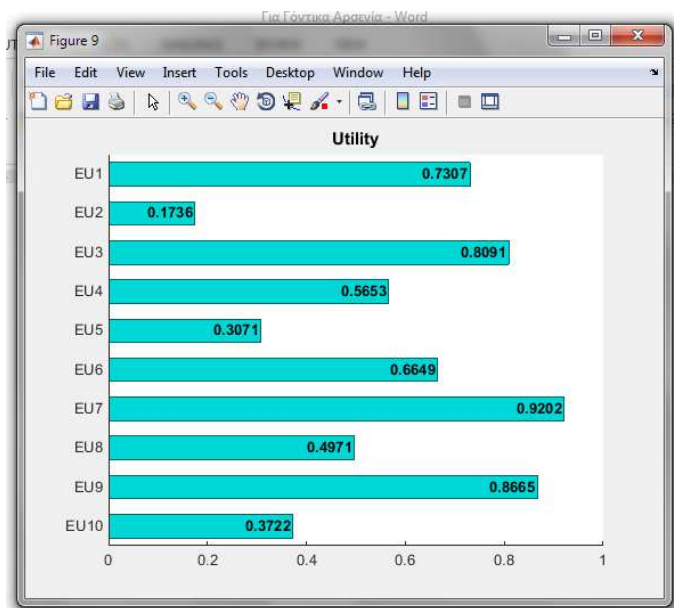 Για Γόντικα Αρσενία - Word
Figure 9
File Edit View Insert Tools Desktop Window Help
Utility
EU1 0.7307
EU2 0.1736
EU3 0.8091
EU4 0.5653
EU5 0.3071
EU6 0.6649
EU7 0.9202
EU8 0.4971
EU9 0.8665
EU10 0.3722
0 0.2 0.4 0.6 0.8 1